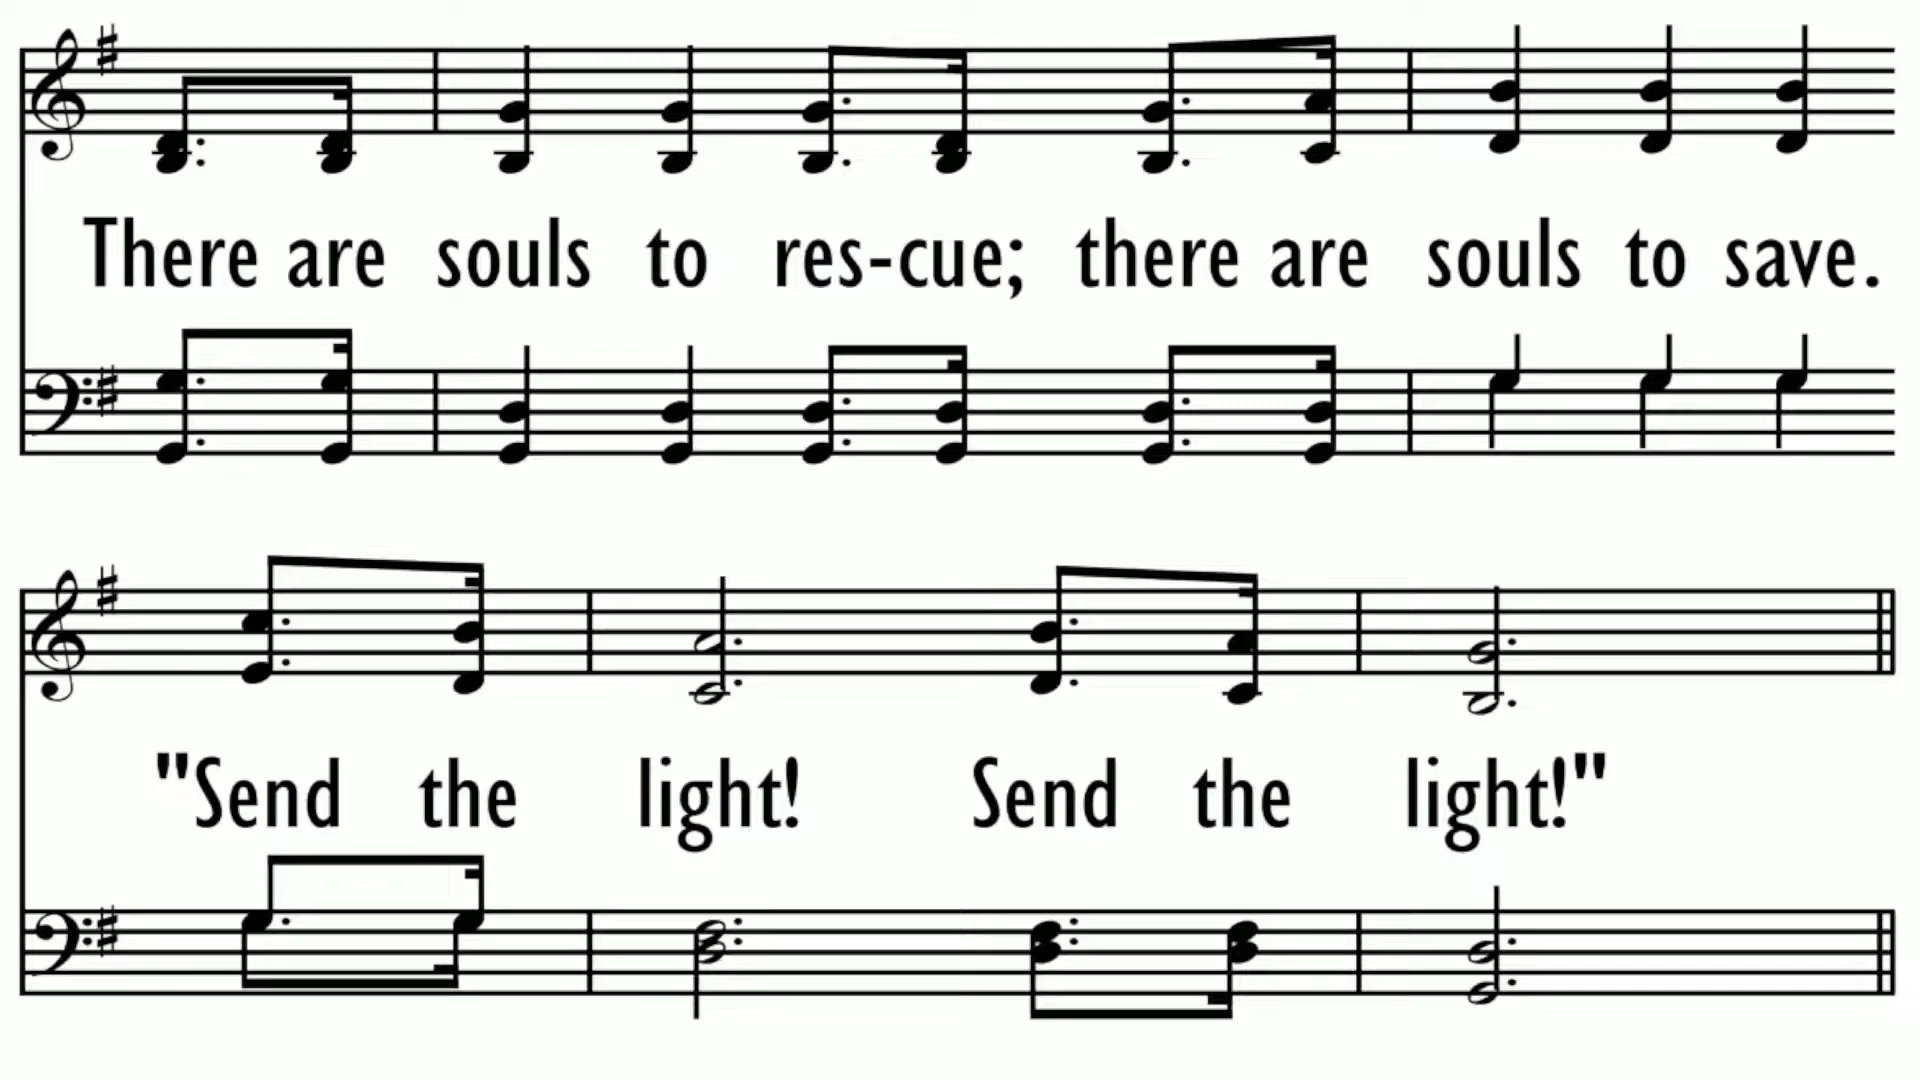 There are souls to res-cue; there are souls to save.
"Send the light! Send the light!"